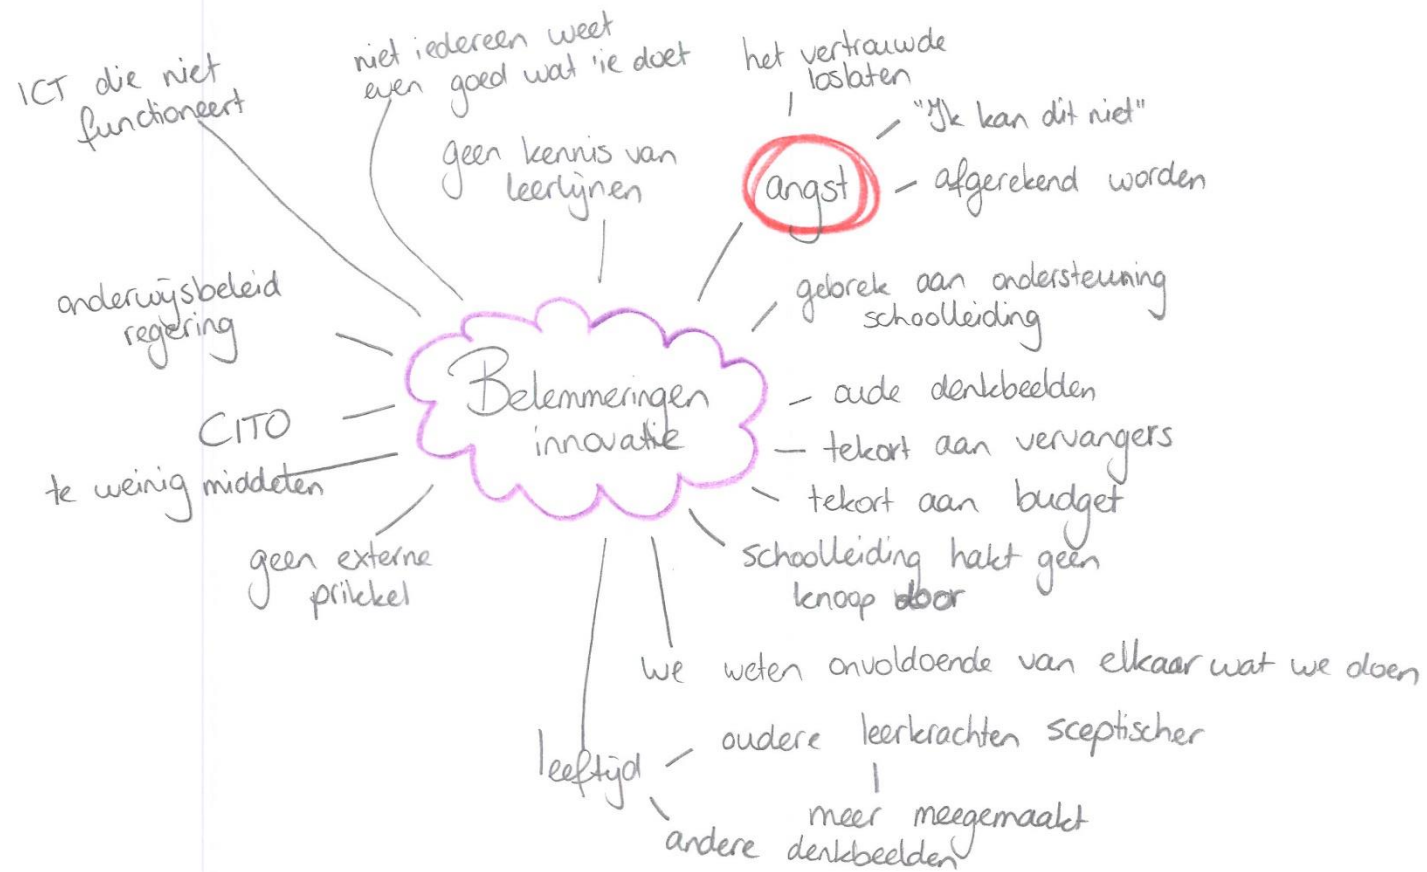 ICT die niet
functioneert
niet iedereen weet
even goed wat 'ie doet
geen kennis van
leerlijnen
het vertrouwde
loslaten
"Ik kan dit niet"
angst
afgerekend worden
gebrek aan ondersteuning
schoolleiding
onderwijsbeleid
regering
Belemmeringen
innovatie
oude denkbeelden
CITO
tekort aan vervangers
te weinig middelen
tekort aan budget
geen externe
prikkel
schoolleiding hakt geen
knoop door
we weten onvoldoende van elkaar wat we doen
leeftijd
oudere leerkrachten sceptischer
meer meegemaakt
andere denkbeelden